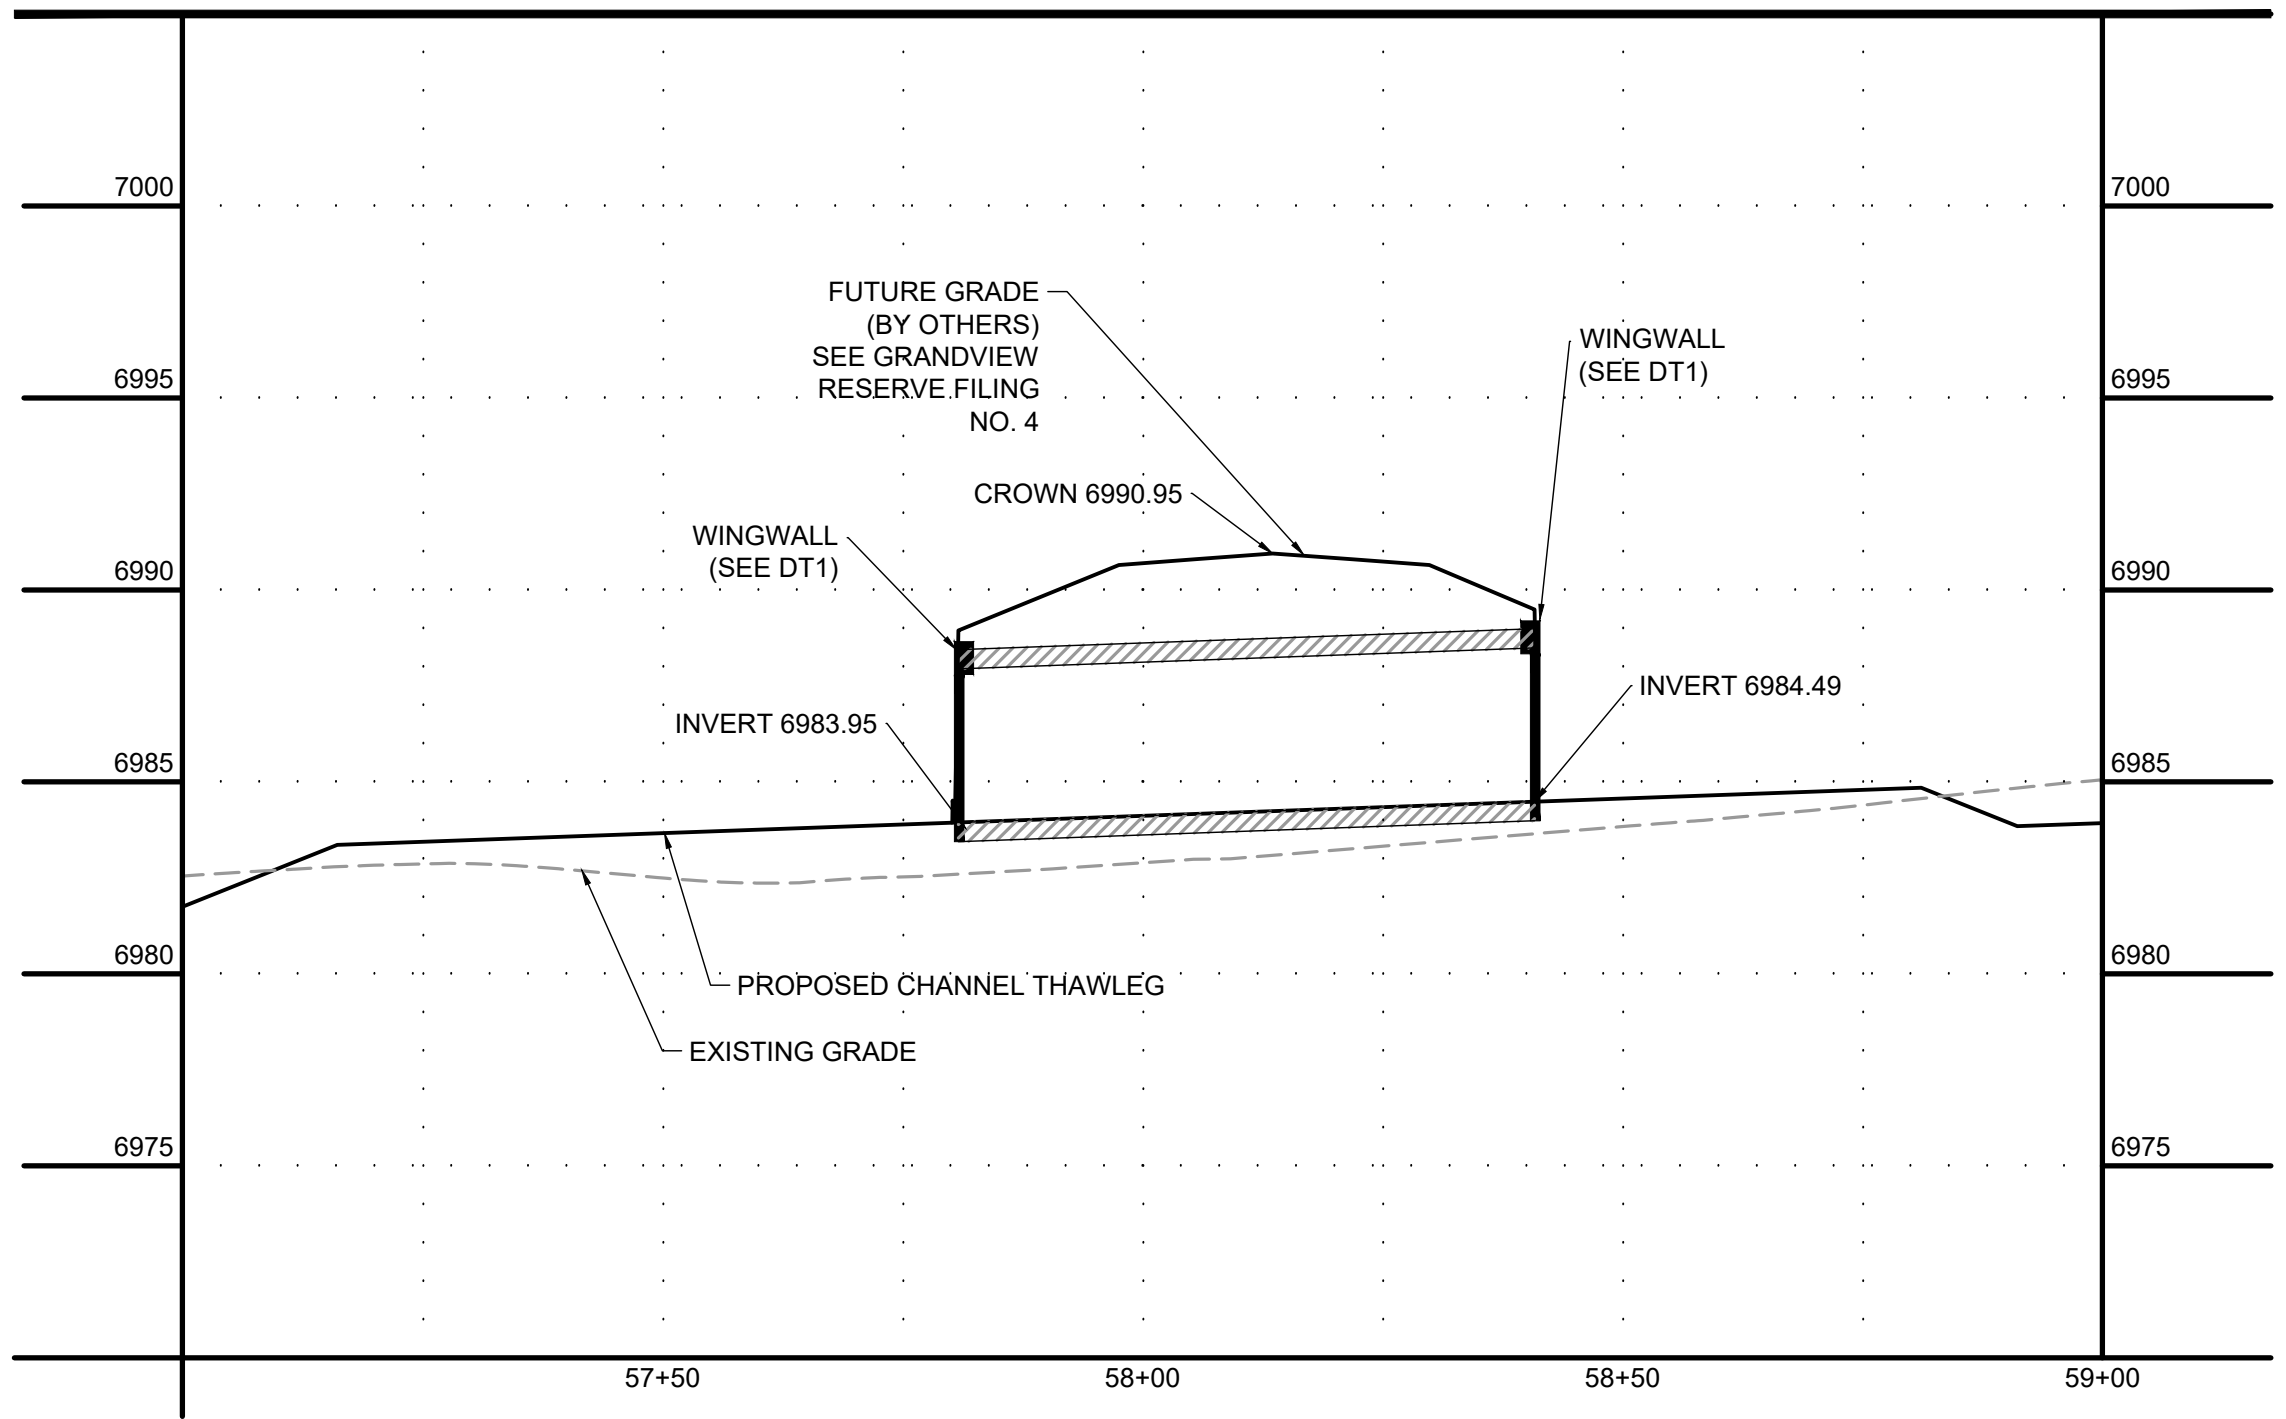 7000
7000
FUTURE GRADE
(BY OTHERS)
SEE GRANDVIEW
RESERVE FILING
NO. 4
WINGWALL
(SEE DT1)
6995
6995
CROWN 6990.95
WINGWALL
(SEE DT1)
6990
6990
INVERT 6984.49
INVERT 6983.95
6985
6985
6980
6980
PROPOSED CHANNEL THAWLEG
EXISTING GRADE
6975
6975
57+50
58+00
58+50
59+00